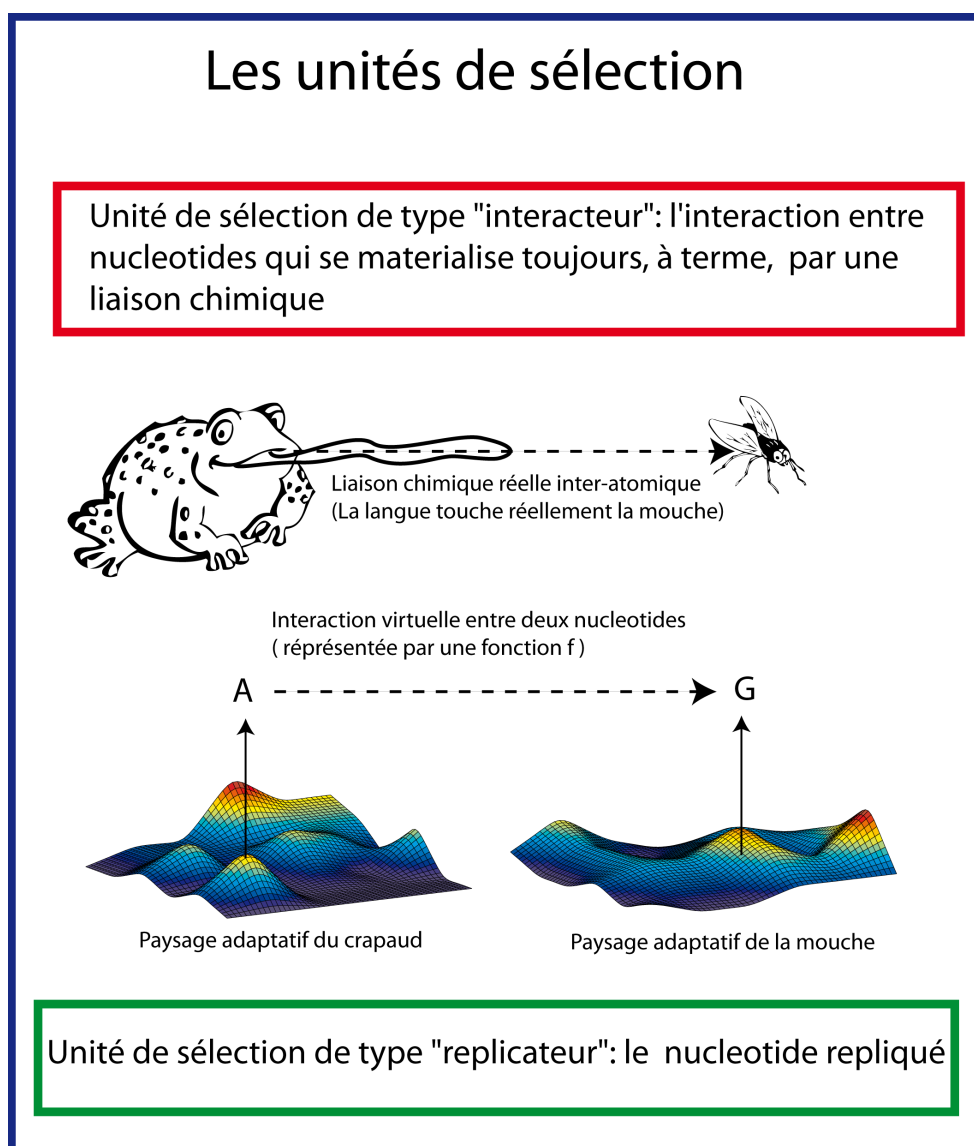 Les unités de sélection
Unité de sélection de type "interacteur": l'interaction entre
nucleotides qui se materialise toujours, à terme, par une
liaison chimique
Liaison chimique réelle inter-atomique
(La langue touche réellement la mouche)
Interaction virtuelle entre deux nucleotides
( réprésentée par une fonction f )
A
G
Paysage adaptatif du crapaud
Paysage adaptatif de la mouche
Unité de sélection de type "replicateur": le nucleotide repliqué